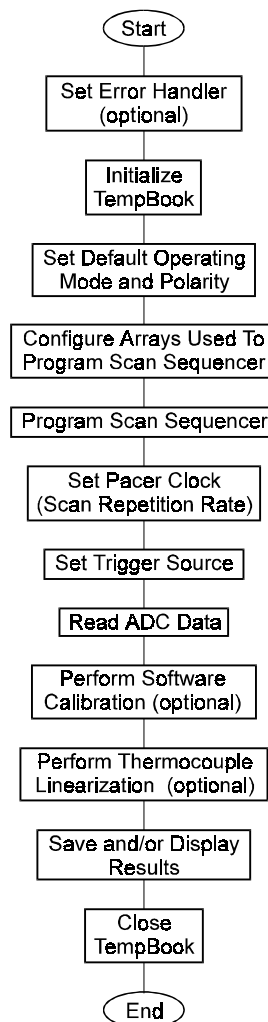 Start
Set Error Handler
(optional)
Initialize
TempBook
Set Default Operating
Mode and Polarity
Configure Arrays Used To
Program Scan Sequencer
Program Scan Sequencer
Set Pacer Clock
(Scan Repetition Rate)
Set Trigger Source
Read ADC Data
Perform Software
Calibration (optional)
Perform Thermocouple
Linearization (optional)
Save and/or Display
Results
Close
TempBook
End